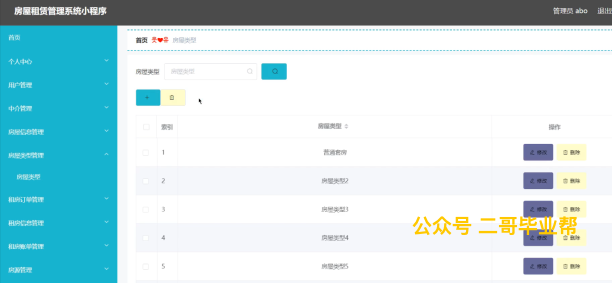 房屋租赁管理系统小程序
管理员 abo
首页
个人中心
用户管理
中介管理
房屋信息管理
房屋类型管理
房屋类型
租房订单管理
租房信息管理
租房账单管理
房源管理
首页 房屋类型
房屋类型 房屋类型
索引 房屋类型 操作
1 普通套房 修改 删除
2 房屋类型2 修改 删除
3 房屋类型3 修改 删除
4 房屋类型4 修改 删除
5 房屋类型5 修改 删除
公众号 二哥毕业帮